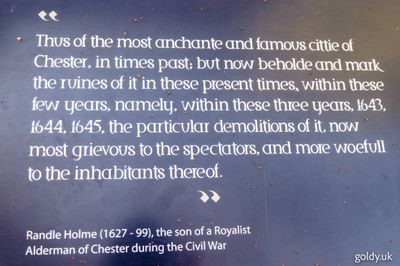 “
Thus of the most anchante and famous cittie of
Chester, in times past; but now beholde and mark
the ruines of it in these present times, within these
few years, namely, within these three years, 1643,
1644, 1645, the particular demolitions of it, now
most grievous to the spectators, and more woefull
to the inhabitants thereof.
”
Randle Holme (1627 - 99), the son of a Royalist
Alderman of Chester during the Civil War
goldy.uk